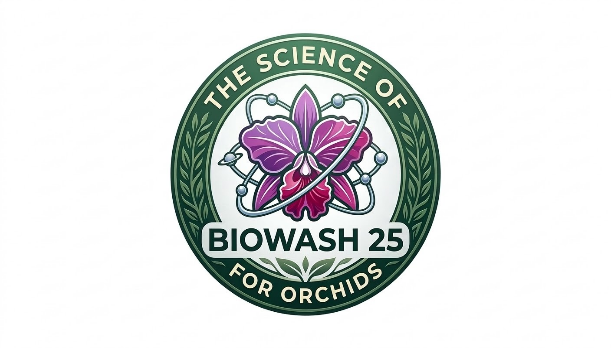 THE SCIENCE OF
BIOWASH 25
FOR ORCHIDS